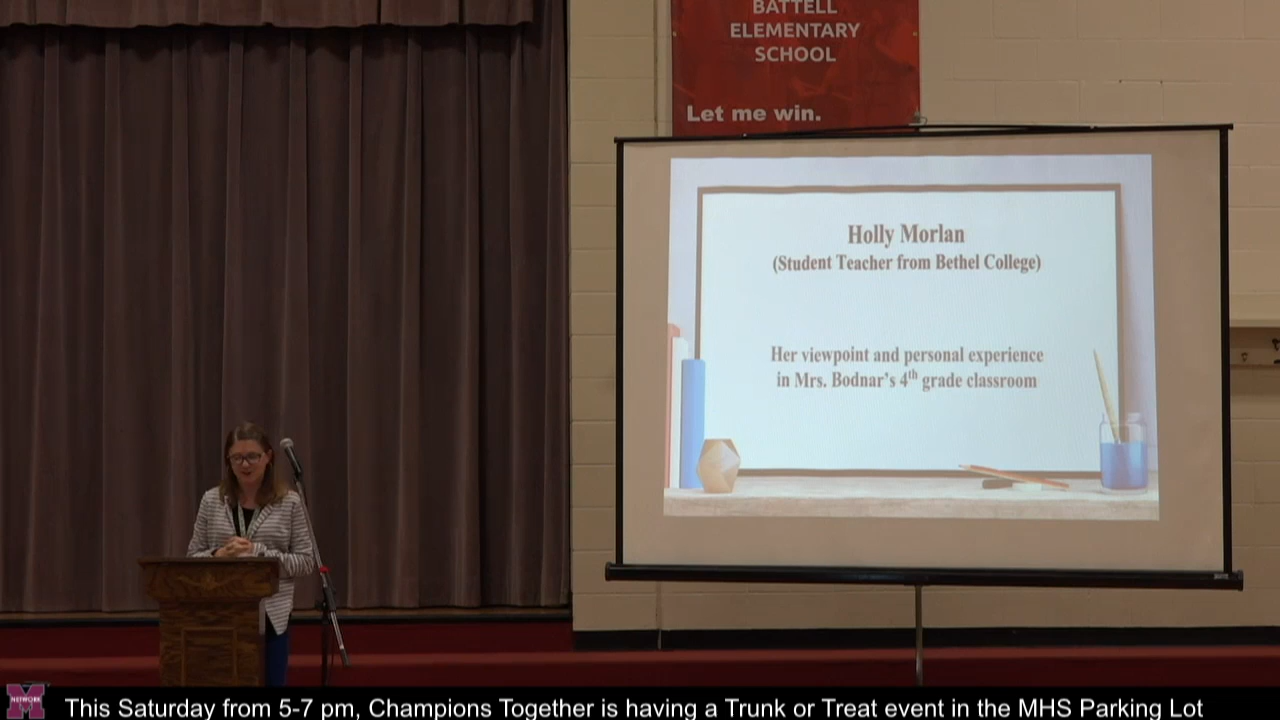 BATTELL
ELEMENTARY
SCHOOL
Let me win.
Holly Morlan
(Student Teacher from Bethel College)
Her viewpoint and personal experience
in Mrs. Bodnar's 4th grade classroom
M
NETWORK
This Saturday from 5-7 pm, Champions Together is having a Trunk or Treat event in the MHS Parking Lot